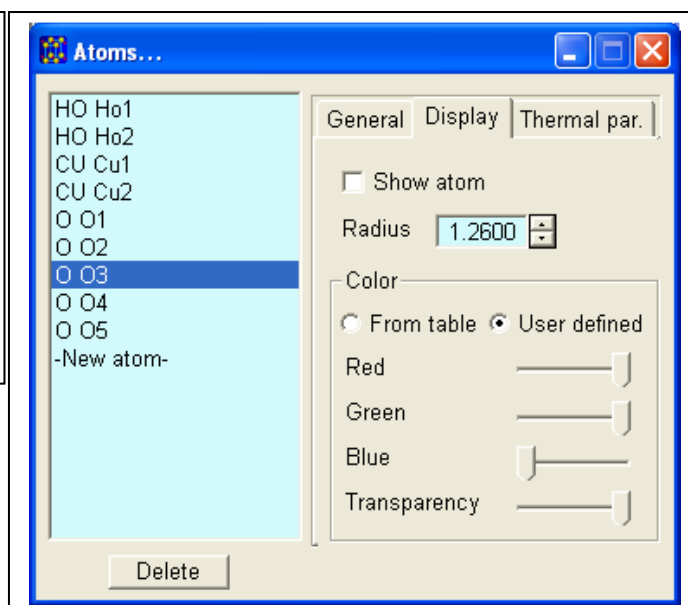 Atoms...
HO Ho1
HO Ho2
CU Cu1
CU Cu2
O O1
O O2
O O3
O O4
O O5
-New atom-
Delete
General Display Thermal par.
Show atom
Radius 1.2600
Color
From table User defined
Red
Green
Blue
Transparency